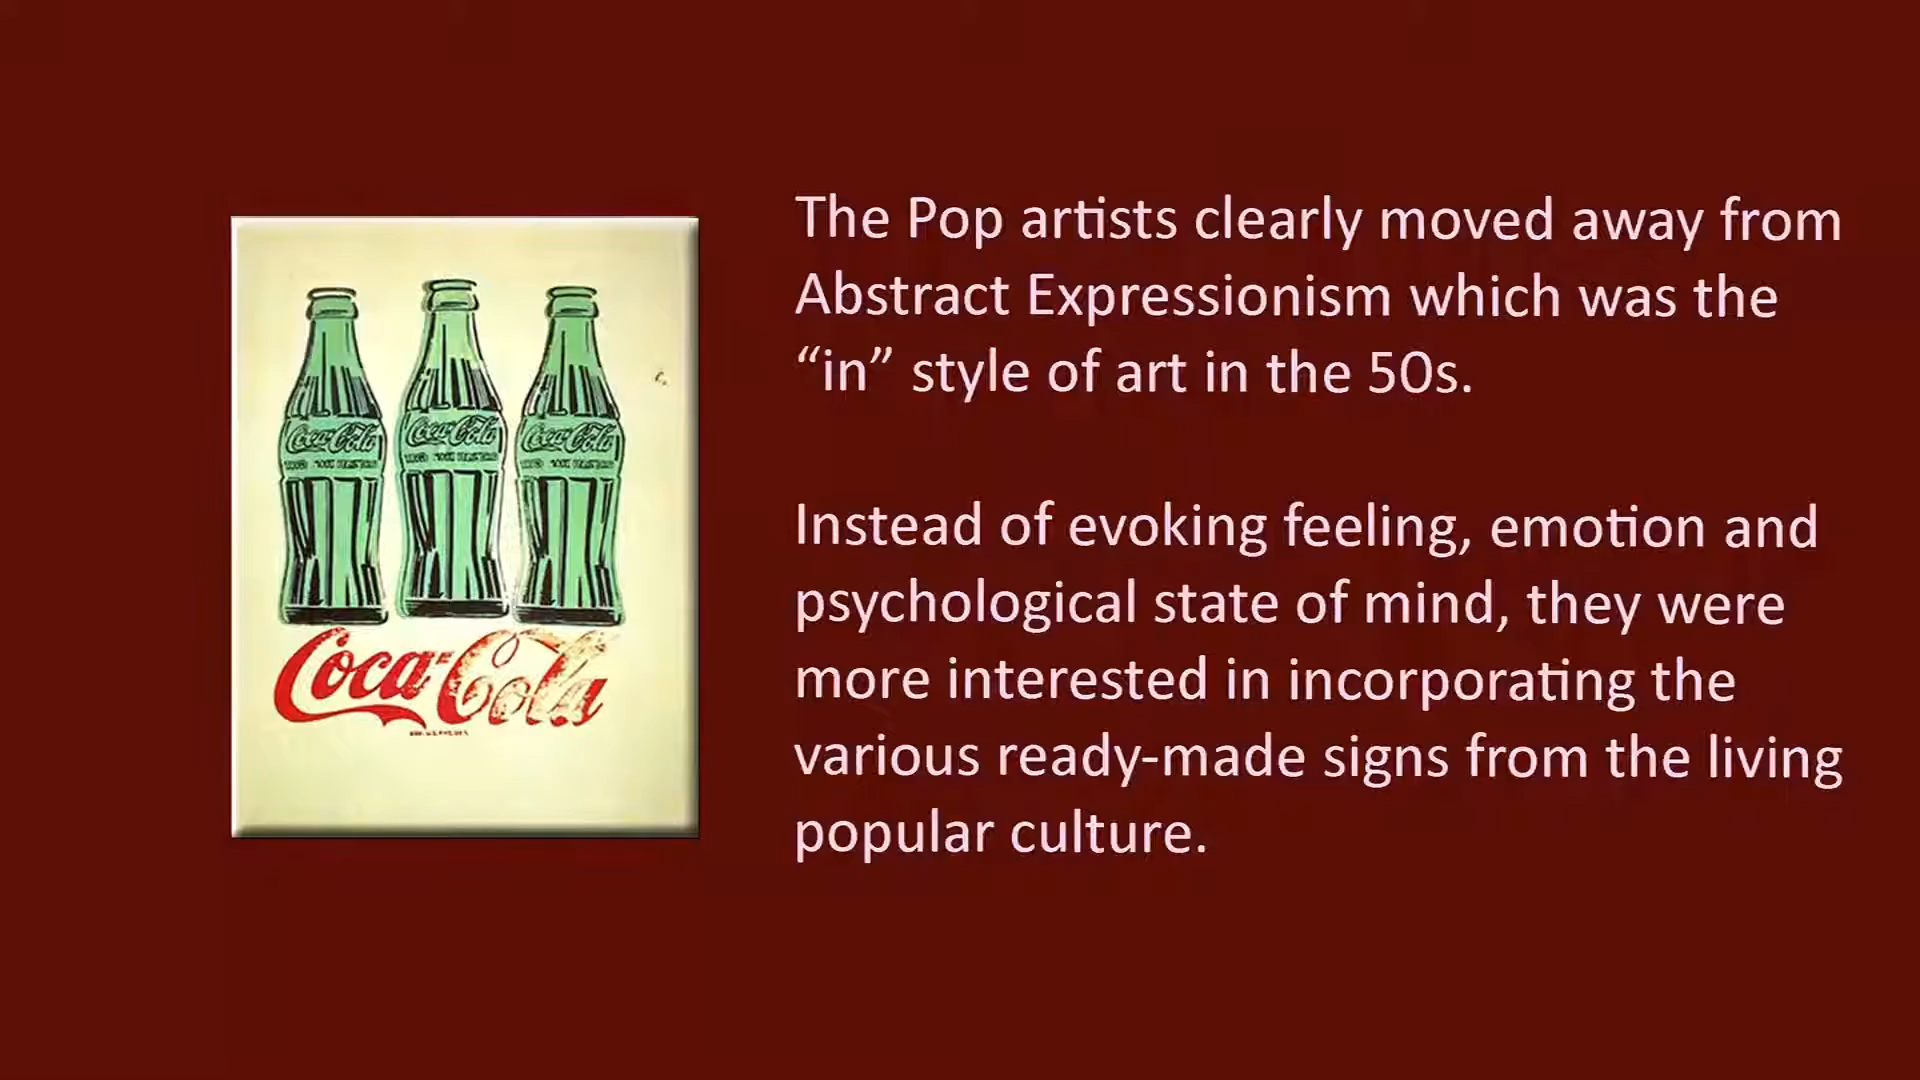 The Pop artists clearly moved away from
Abstract Expressionism which was the
“in” style of art in the 50s.
Instead of evoking feeling, emotion and
psychological state of mind, they were
more interested in incorporating the
various ready-made signs from the living
popular culture.
Coca-Cola
Coca-Cola
Coca-Cola
Coca-Cola